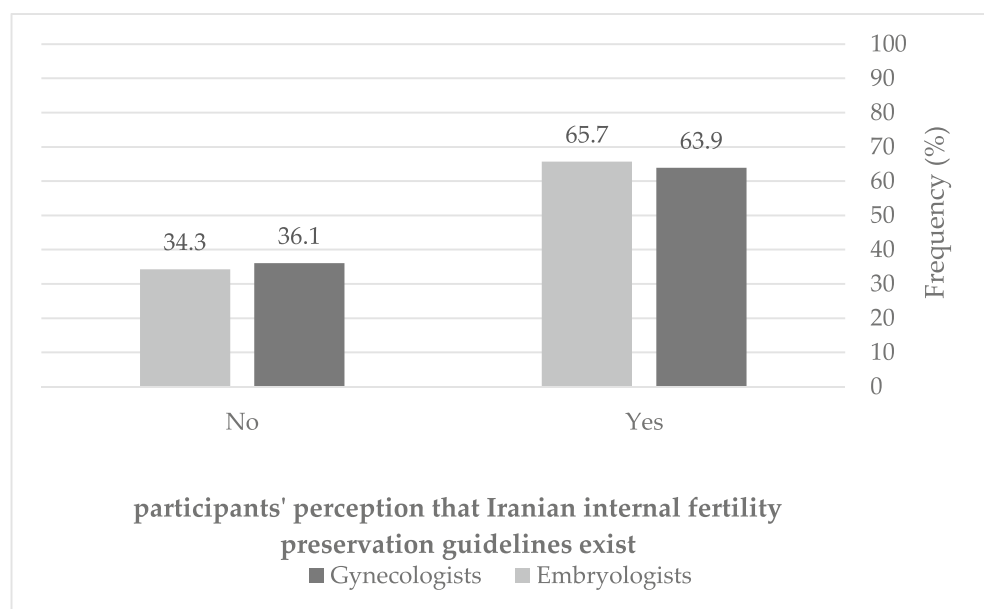 100
90
80
70
60
50
40
30
20
10
0
Frequency (%)
34.3
36.1
65.7
63.9
No
Yes
participants' perception that Iranian internal fertility
preservation guidelines exist
Gynecologists
Embryologists